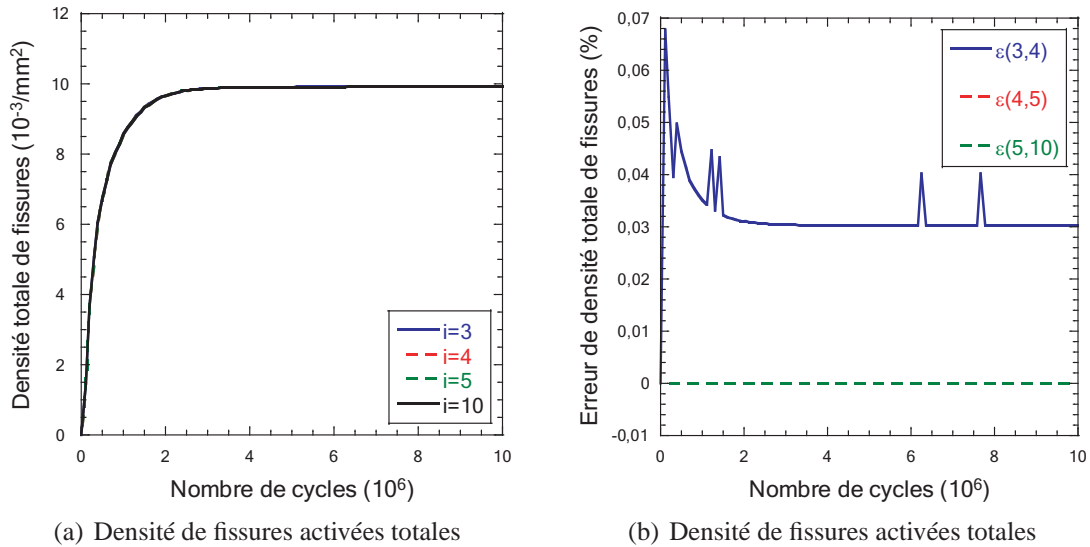 12
10
8
6
4
2
0
Densité totale de fissures (10⁻³/mm²)
i=3
i=4
i=5
i=10
0 2 4 6 8 10
Nombre de cycles (10⁶)
(a) Densité de fissures activées totales
0,07
0,06
0,05
0,04
0,03
0,02
0,01
0
-0,01
Erreur de densité totale de fissures (%)
ε(3,4)
ε(4,5)
ε(5,10)
0 2 4 6 8 10
Nombre de cycles (10⁶)
(b) Densité de fissures activées totales